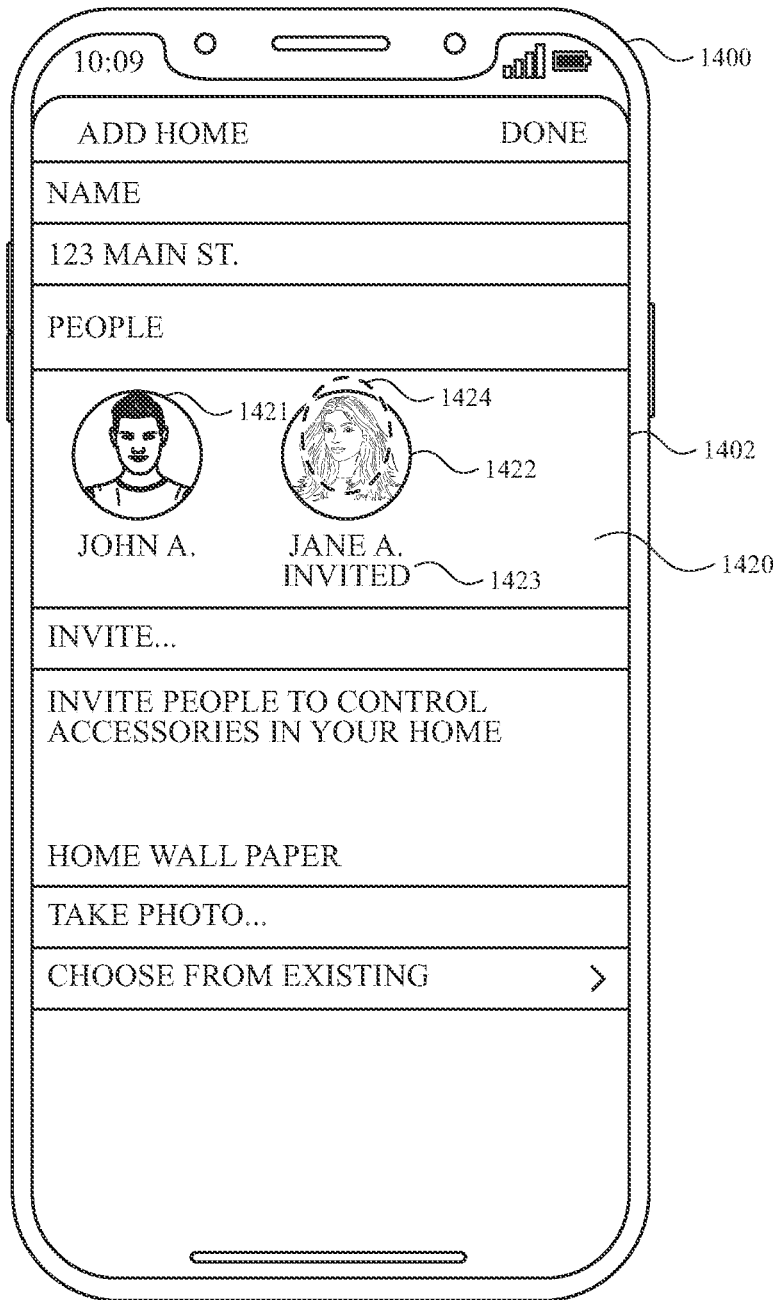 10:09
1400
ADD HOME DONE
NAME
123 MAIN ST.
PEOPLE
1421
1424
1422
1402
JOHN A.
JANE A.
INVITED
1423
1420
INVITE...
INVITE PEOPLE TO CONTROL
ACCESSORIES IN YOUR HOME
HOME WALL PAPER
TAKE PHOTO...
CHOOSE FROM EXISTING >